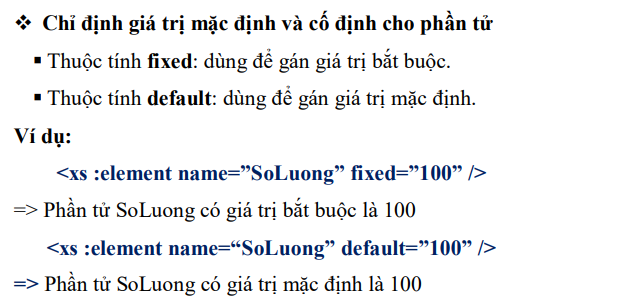 ❖ Chỉ định giá trị mặc định và cố định cho phần tử
▪ Thuộc tính fixed: dùng để gán giá trị bắt buộc.
▪ Thuộc tính default: dùng để gán giá trị mặc định.
Ví dụ:
<xs :element name=”SoLuong” fixed=”100” />
=> Phần tử SoLuong có giá trị bắt buộc là 100
<xs :element name=“SoLuong” default=”100” />
=> Phần tử SoLuong có giá trị mặc định là 100